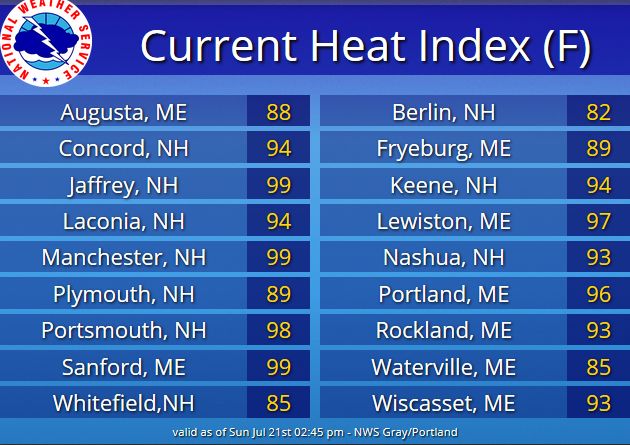 NATIONAL WEATHER SERVICE
Current Heat Index (F)
Augusta, ME 88 Berlin, NH 82
Concord, NH 94 Fryeburg, ME 89
Jaffrey, NH 99 Keene, NH 94
Laconia, NH 94 Lewiston, ME 97
Manchester, NH 99 Nashua, NH 93
Plymouth, NH 89 Portland, ME 96
Portsmouth, NH 98 Rockland, ME 93
Sanford, ME 99 Waterville, ME 85
Whitefield,NH 85 Wiscasset, ME 93
valid as of Sun Jul 21st 02:45 pm - NWS Gray/Portland